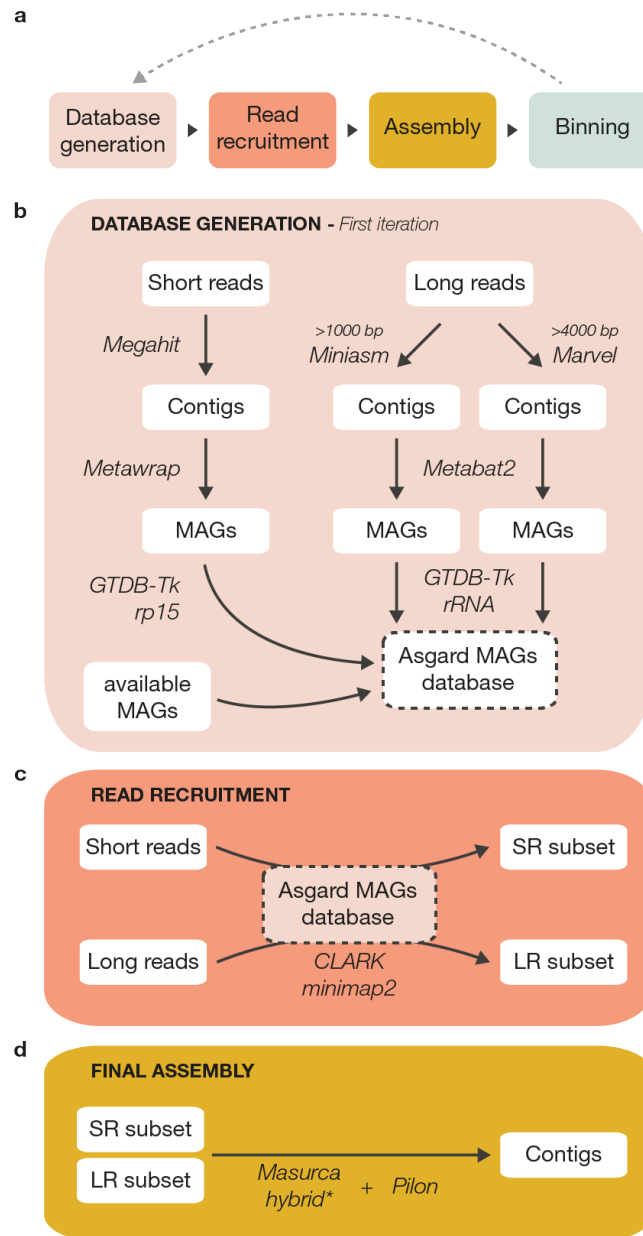 a
Database
generation
Read
recruitment
Assembly
Binning
b
DATABASE GENERATION - First iteration
Short reads
Long reads
Megahit
>1000 bp
Miniasm
>4000 bp
Marvel
Contigs
Contigs
Contigs
Metawrap
Metabat2
MAGs
MAGs
MAGs
GTDB-Tk
rp15
GTDB-Tk
rRNA
Asgard MAGs
database
available
MAGs
c
READ RECRUITMENT
Short reads
SR subset
Asgard MAGs
database
Long reads
LR subset
CLARK
minimap2
d
FINAL ASSEMBLY
SR subset
LR subset
Masurca
hybrid*
+ Pilon
Contigs